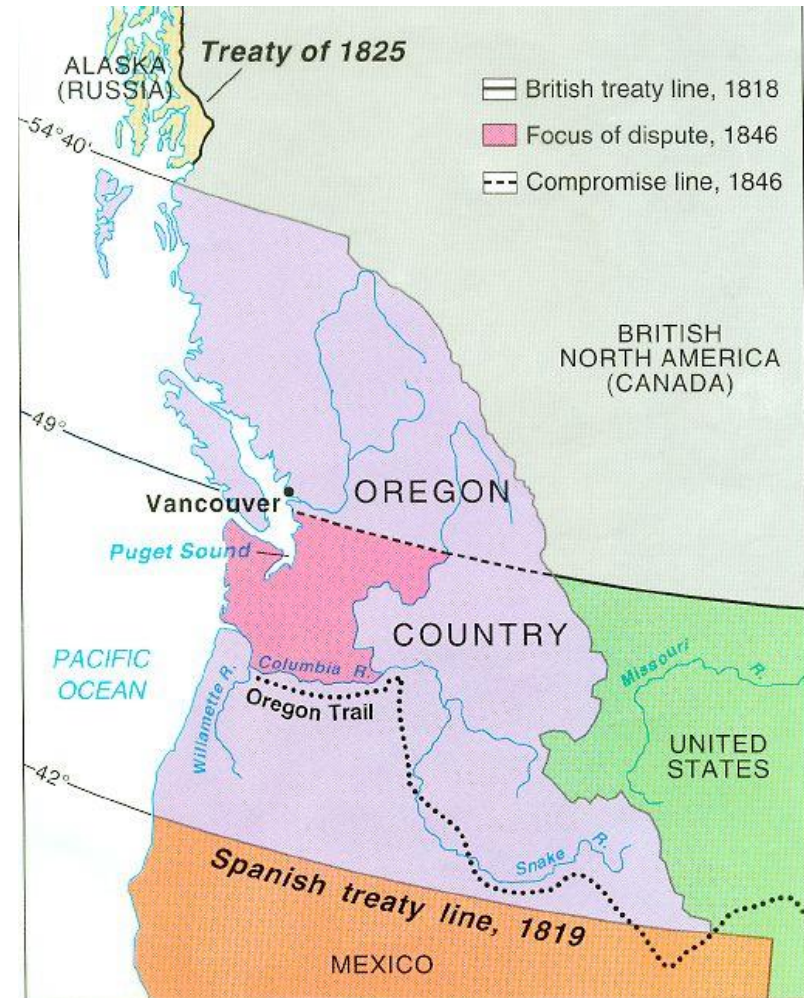 Treaty of 1825
ALASKA
(RUSSIA)
British treaty line, 1818
Focus of dispute, 1846
Compromise line, 1846
54°40'
BRITISH
NORTH AMERICA
(CANADA)
49°
Vancouver
OREGON
Puget Sound
COUNTRY
PACIFIC
OCEAN
Willamette R.
Columbia R.
Oregon Trail
Missouri R.
UNITED
STATES
42°
Snake R.
Spanish treaty line, 1819
MEXICO